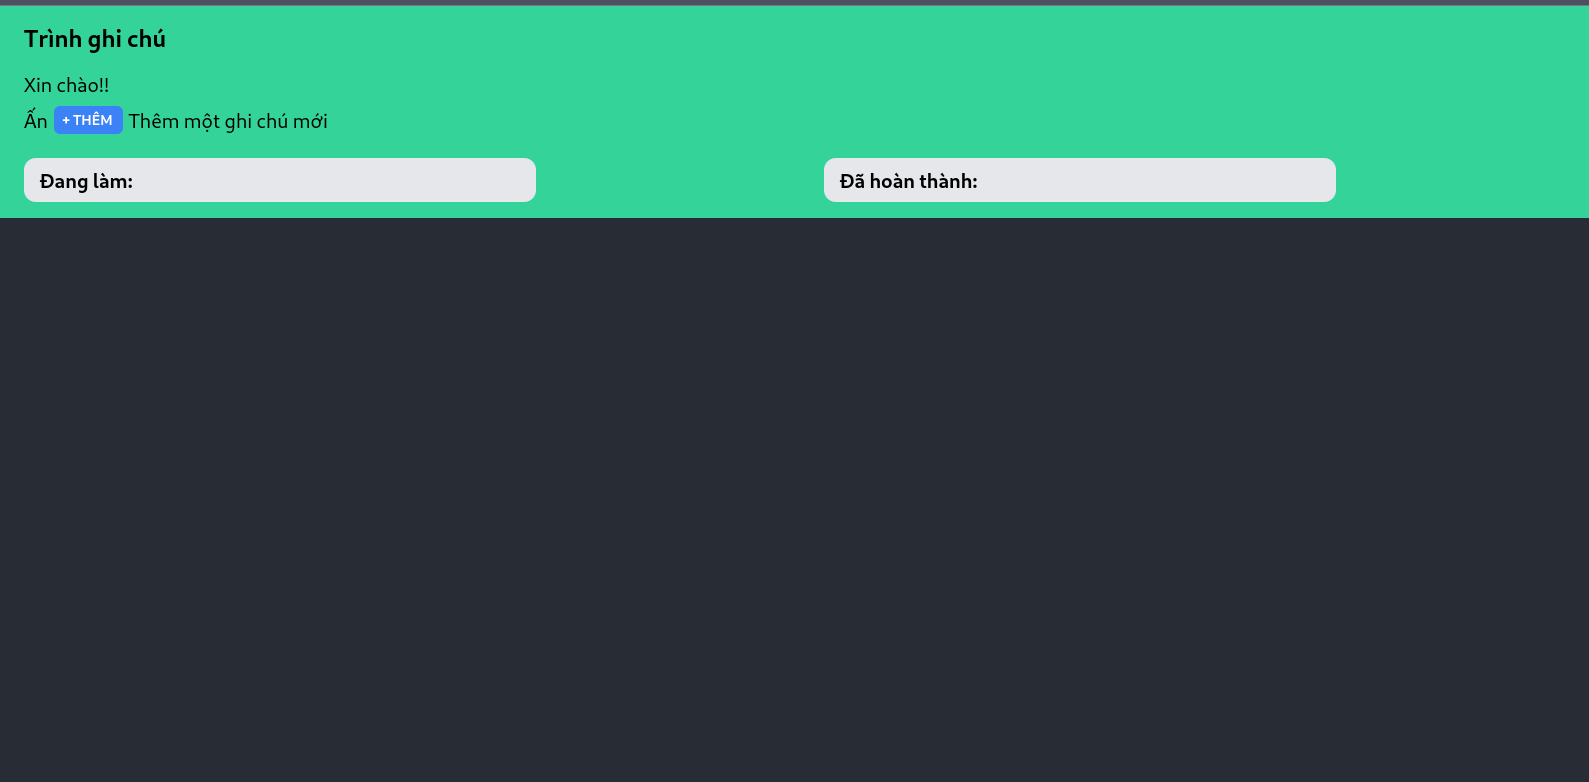 Trình ghi chú
Xin chào!!
Ấn + THÊM Thêm một ghi chú mới
Đang làm:
Đã hoàn thành: